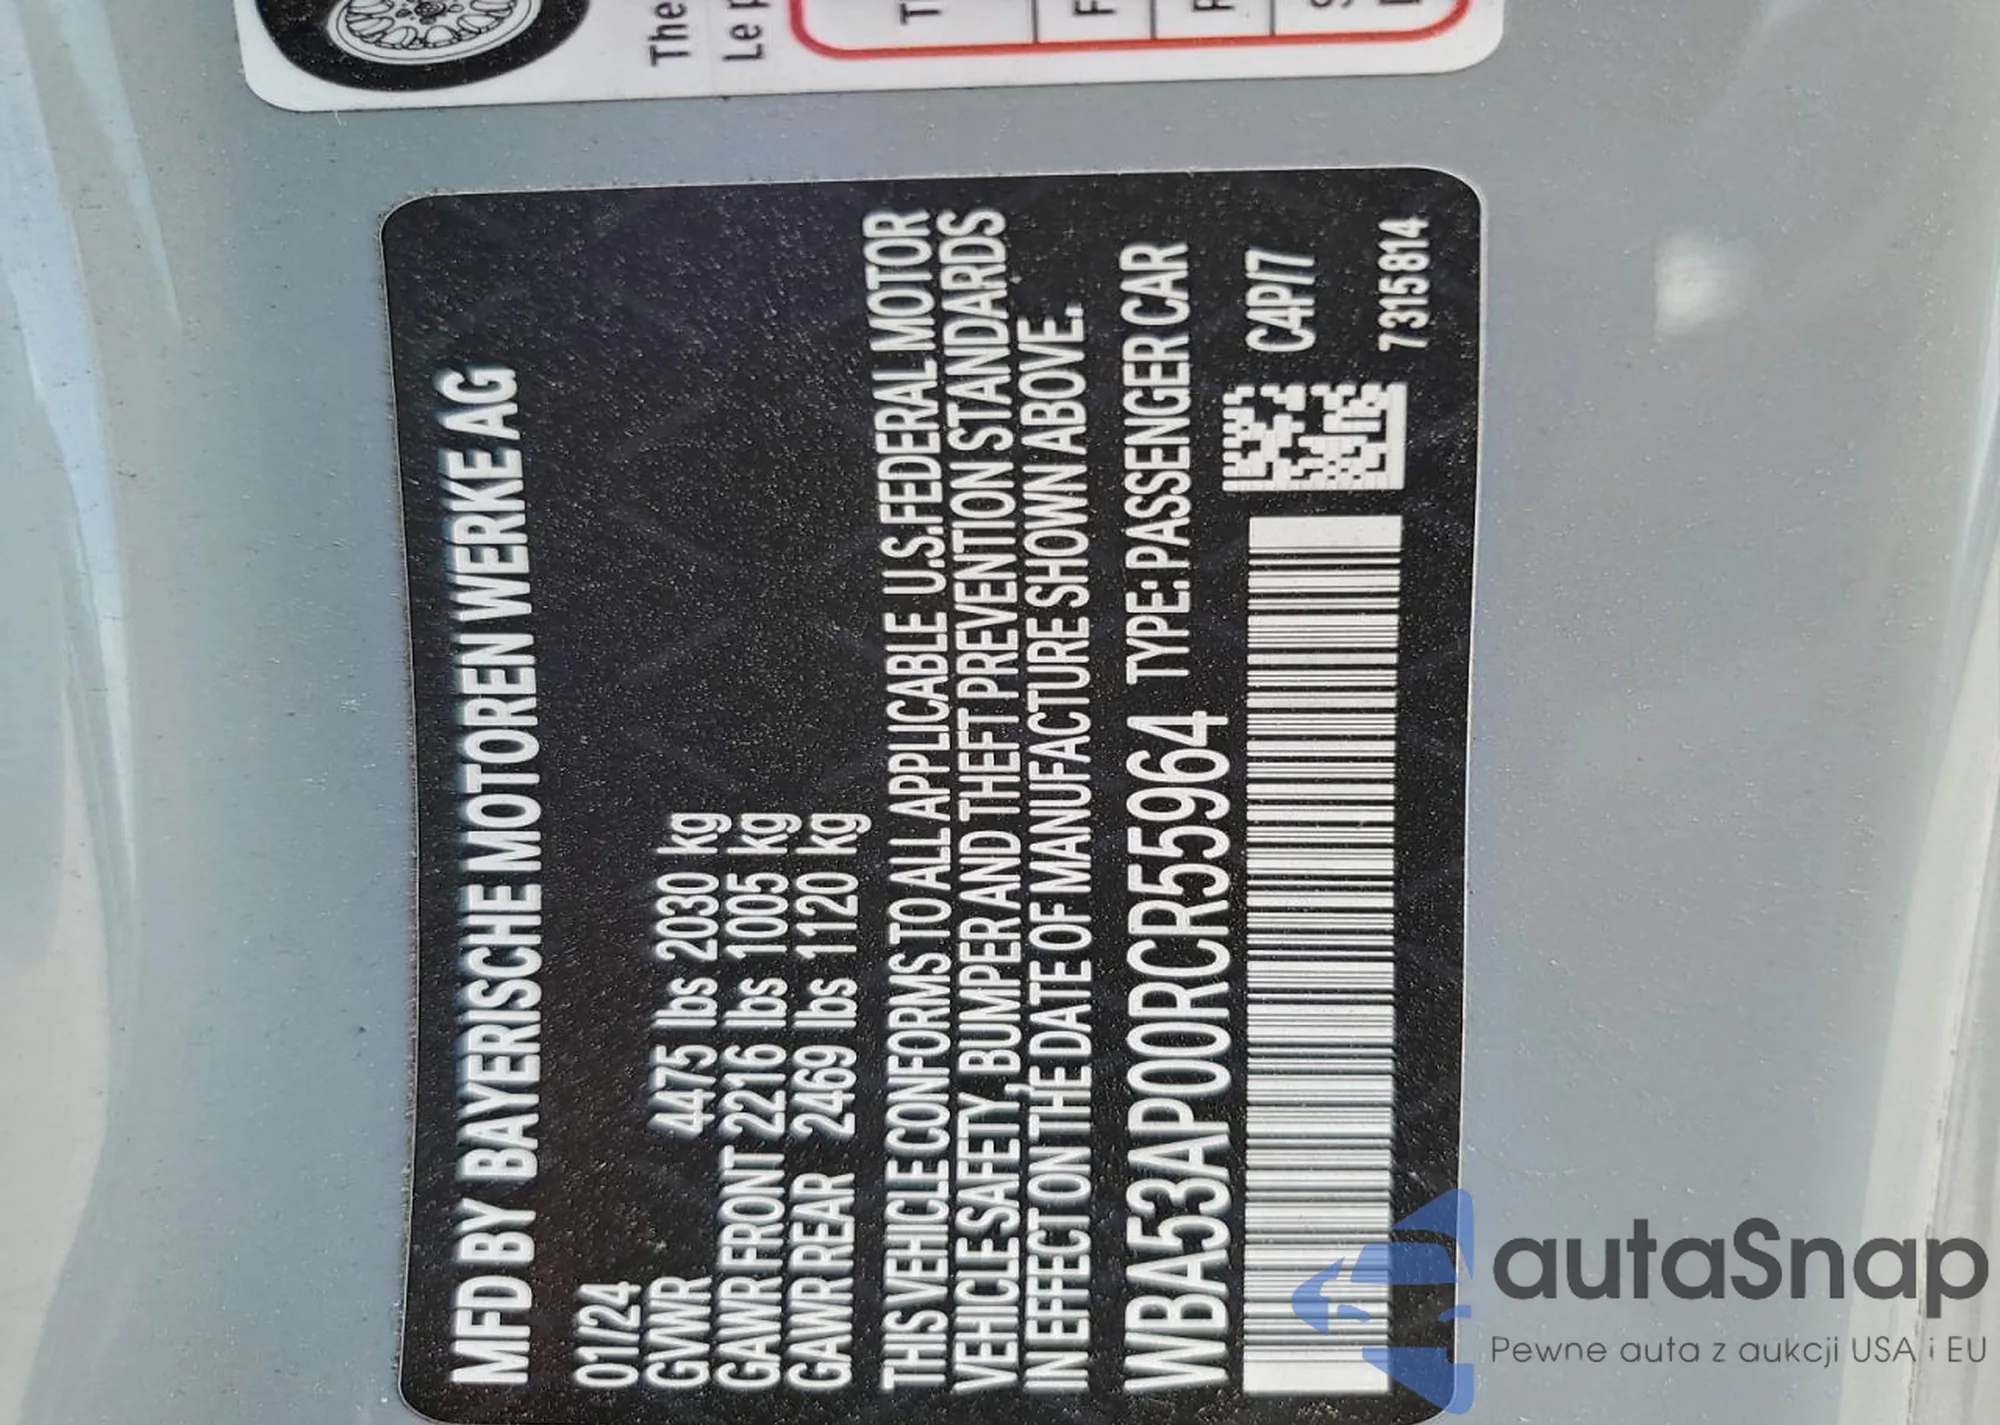 The
Le p
MFD BY BAYERISCHE MOTOREN WERKE AG
01/24
GVWR 4475 lbs 2030 kg
GAWR FRONT 2216 lbs 1005 kg
GAWR REAR 2469 lbs 1120 kg
THIS VEHICLE CONFORMS TO ALL APPLICABLE U.S.FEDERAL MOTOR
VEHICLE SAFETY, BUMPER AND THEFT PREVENTION STANDARDS
IN EFFECT ON THE DATE OF MANUFACTURE SHOWN ABOVE.
WBA53AP00RCR55964 TYPE: PASSENGER CAR
C4P/7
7315814
autaSnap
Pewne auta z aukcji USA i EU